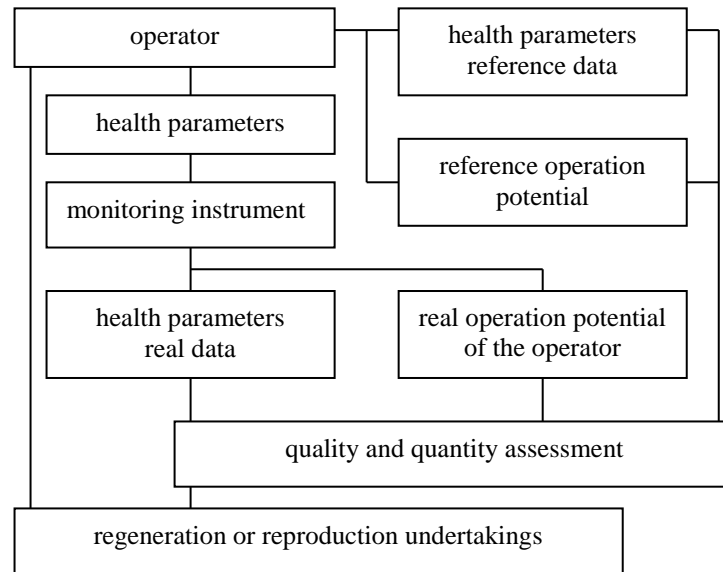 operator
health parameters
reference data
health parameters
reference operation
potential
monitoring instrument
health parameters
real data
real operation potential
of the operator
quality and quantity assessment
regeneration or reproduction undertakings